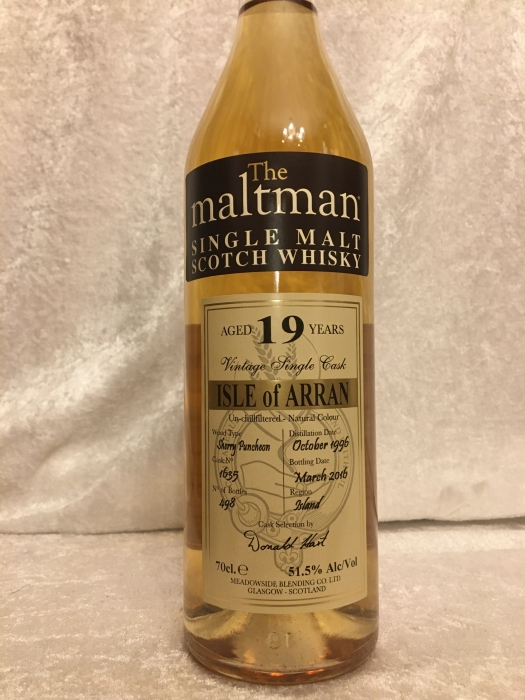 The
maltman
SINGLE MALT
SCOTCH WHISKY
AGED 19 YEARS
Vintage Single Cask
ISLE of ARRAN
Un-chillfiltered - Natural Colour
Wood Type
Sherry Puncheon
Cask No
1635
No of Bottles
498
Distillation Date
October 1996
Bottling Date
March 2016
Region
Island
Cask Selection by
Donald Hart
70cl. e 51.5% Alc/Vol
MEADOWSIDE BLENDING CO. LTD
GLASGOW - SCOTLAND